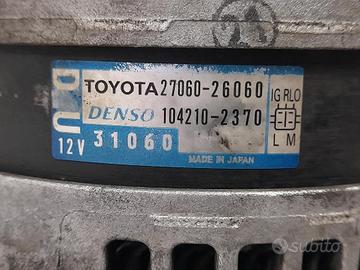 TOYOTA 27060-26060
DENSO 104210-2370
12V 31060
MADE IN JAPAN
IG RLO
L M
subito